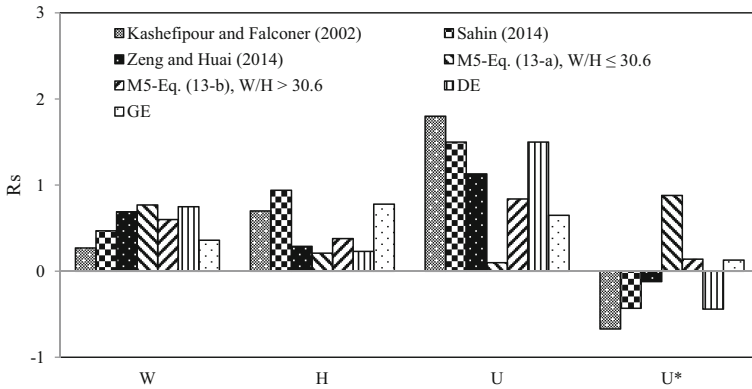 3
2
1
0
-1
Rs
Kashefipour and Falconer (2002)
Sahin (2014)
Zeng and Huai (2014)
M5-Eq. (13-a), W/H ≤ 30.6
M5-Eq. (13-b), W/H > 30.6
DE
GE
W
H
U
U*